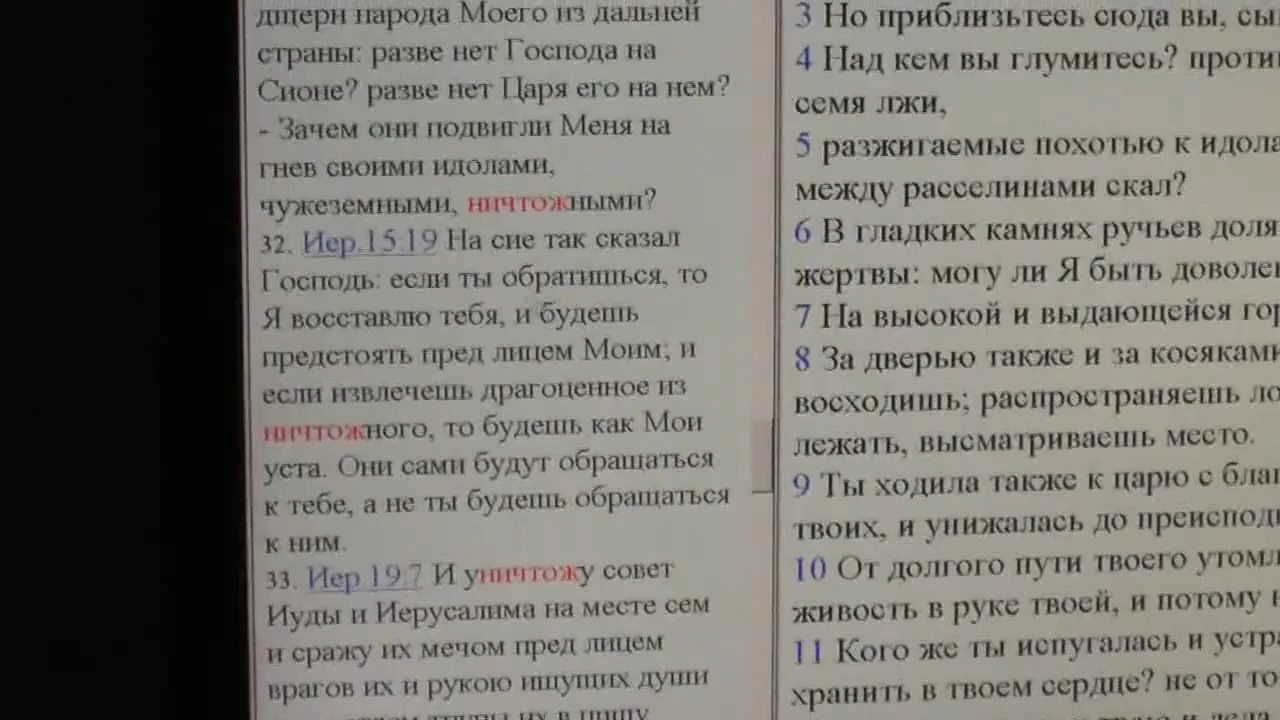 дщери народа Моего из дальней
страны: разве нет Господа на
Сионе? разве нет Царя его на нем?
- Зачем они подвигли Меня на
гнев своими идолами,
чужеземными, ничтожными?
32. Иер.15:19 На сие так сказал
Господь: если ты обратишься, то
Я восставлю тебя, и будешь
предстоять пред лицем Моим; и
если извлечешь драгоценное из
ничтожного, то будешь как Мои
уста. Они сами будут обращаться
к тебе, а не ты будешь обращаться
к ним.
33. Иер.19:7 И уничтожу совет
Иуды и Иерусалима на месте сем
и сражу их мечом пред лицем
врагов их и рукою ищущих души
их в пищу
3 Но приблизьтесь сюда вы, сы
4 Над кем вы глумитесь? проти
семя лжи,
5 разжигаемые похотью к идола
между расселинами скал?
6 В гладких камнях ручьев доля
жертвы: могу ли Я быть доволе
7 На высокой и выдающейся гор
8 За дверью также и за косяками
восходишь; распространяешь ло
лежать, высматриваешь место.
9 Ты ходила также к царю с благ
твоих, и унижалась до преиспод
10 От долгого пути твоего утомл
живость в руке твоей, и потому н
11 Кого же ты испугалась и устра
хранить в твоем сердце? не от то